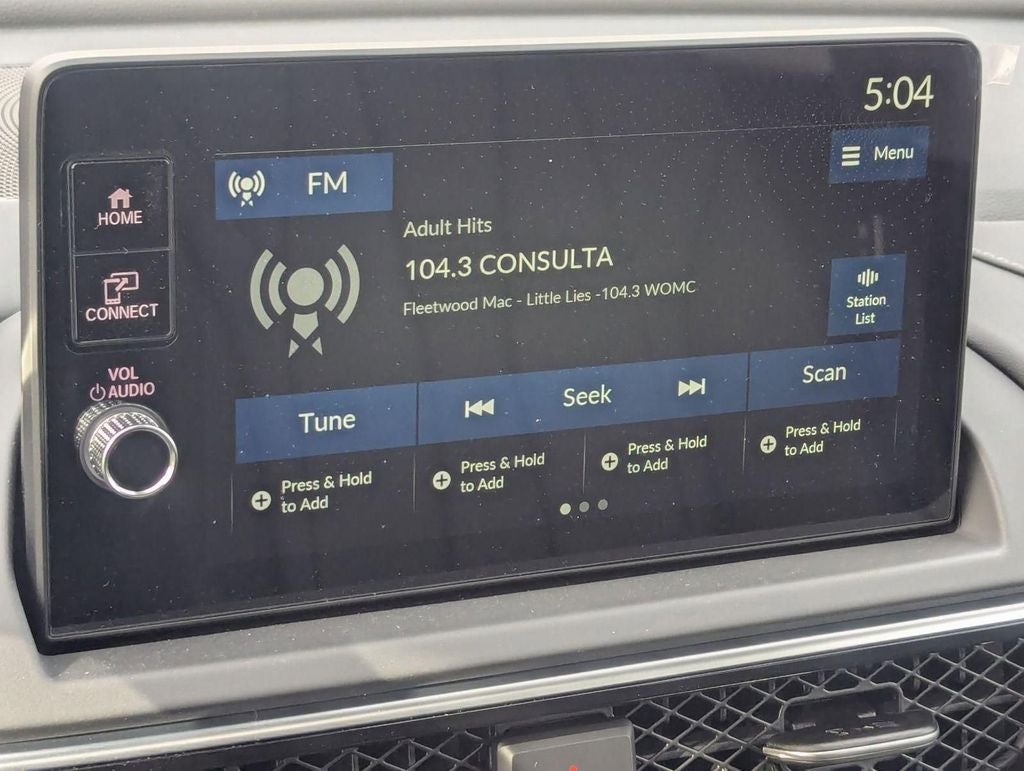 5:04
HOME
FM
Menu
Adult Hits
104.3 CONSULTA
Fleetwood Mac - Little Lies -104.3 WOMC
CONNECT
Station
List
VOL
AUDIO
Tune
Seek
Scan
Press & Hold
to Add
Press & Hold
to Add
Press & Hold
to Add
Press & Hold
to Add